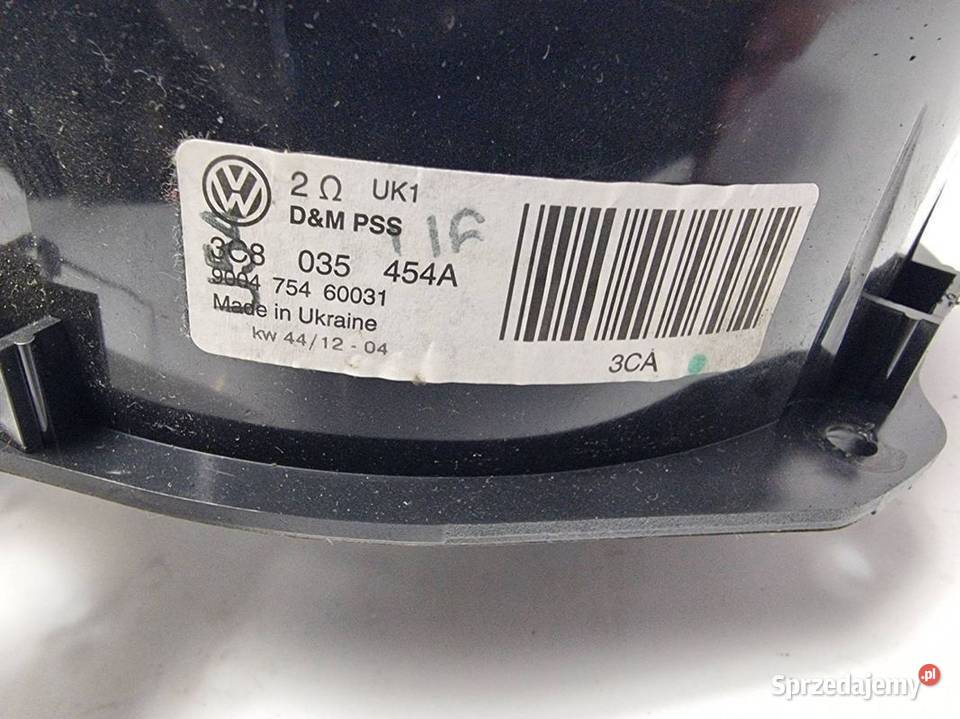 2 Ω UK1
D&M PSS
3C8 035 454A
9004 754 60031
Made in Ukraine
kw 44/12 - 04
3CA
Sprzedajemy.pl